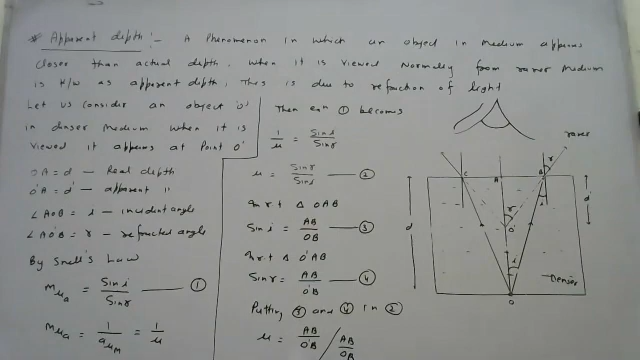 * Apparent depth :- A Phenomenon in which an object in medium appears
closer than actual depth, when it is viewed Normally from rarer medium
is K/w as apparent depth, This is due to refraction of light
Let us consider an object 'o'
in denser medium when it is
viewed it appears at Point O'
OA = d – Real depth
O'A = d' – apparent "
∠AOB = i – incident angle
∠AO'B = r – refracted angle
By Snell's Law
Mμa = Sin i / Sin r —— ①
Mμa = 1 / aμM = 1 / μ
Then eqn ① becomes
1 / μ = Sin i / Sin r
μ = Sin r / Sin i —— ②
In rt Δ OAB
Sin i = AB / OB —— ③
In rt Δ O'AB
Sin r = AB / O'B —— ④
Putting ③ and ④ in ②
μ = AB / O'B / AB / OB
rarer
r
C A B
r
i
d'
O'
d
i
Denser
O